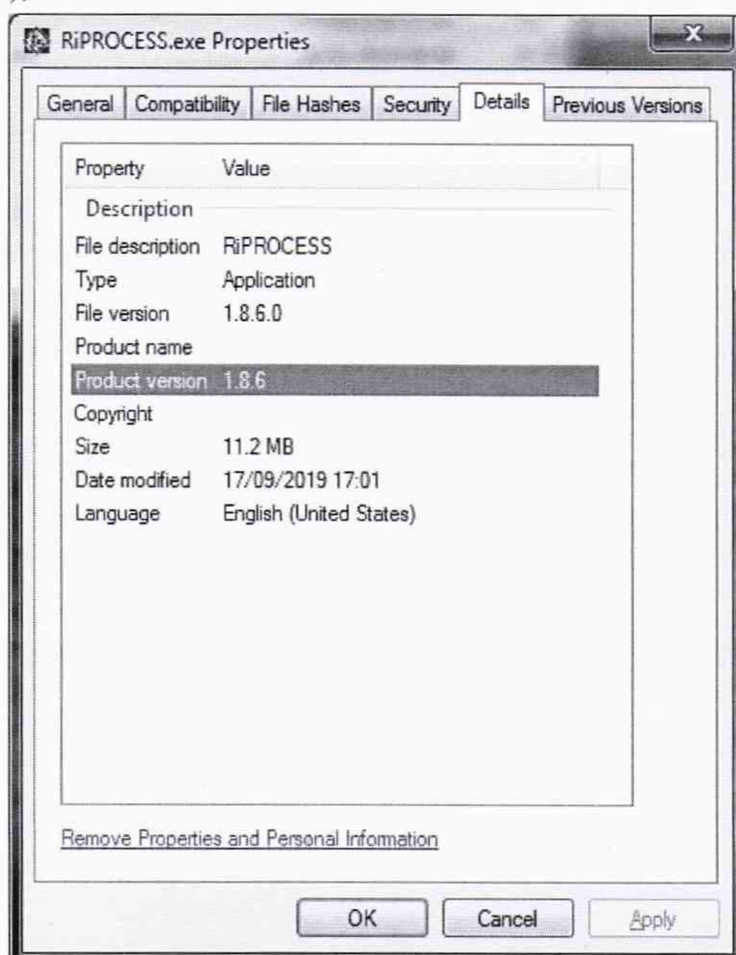 RiPROCESS.exe Properties
General Compatibility File Hashes Security Details Previous Versions
Property Value
Description
File description RiPROCESS
Type Application
File version 1.8.6.0
Product name
Product version 1.8.6
Copyright
Size 11.2 MB
Date modified 17/09/2019 17:01
Language English (United States)
Remove Properties and Personal Information
OK Cancel Apply